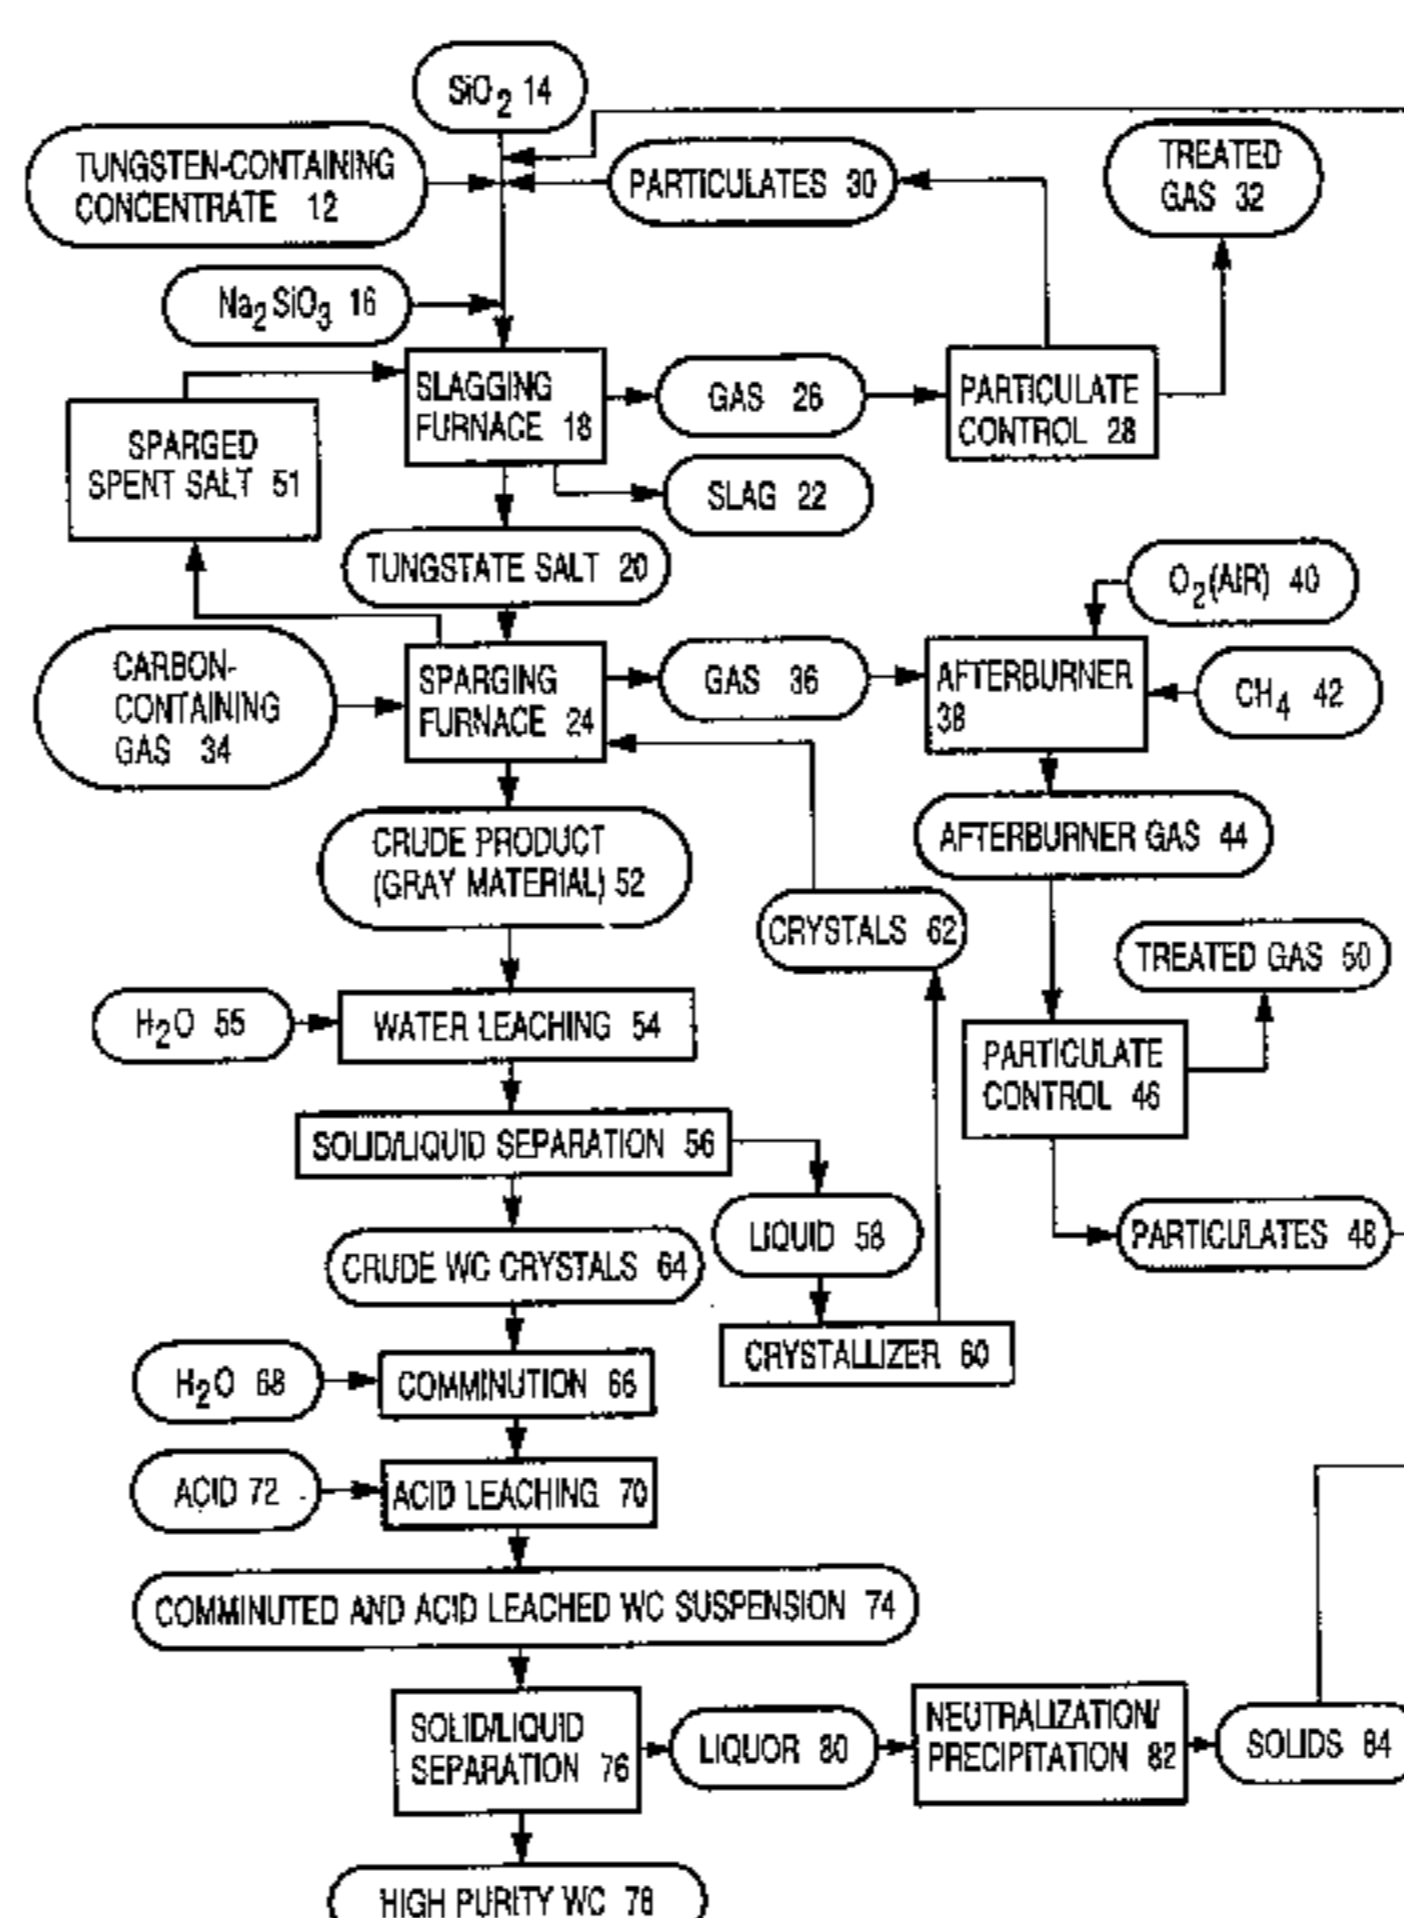 SiO2 14
TUNGSTEN-CONTAINING
CONCENTRATE 12
PARTICULATES 30
TREATED
GAS 32
Na2SiO3 16
SLAGGING
FURNACE 18
GAS 26
PARTICULATE
CONTROL 28
SPARGED
SPENT SALT 51
SLAG 22
TUNGSTATE SALT 20
O2(AIR) 40
CARBON-
CONTAINING
GAS 34
SPARGING
FURNACE 24
GAS 36
AFTERBURNER
38
CH4 42
CRUDE PRODUCT
(GRAY MATERIAL) 52
AFTERBURNER GAS 44
CRYSTALS 62
TREATED GAS 50
H2O 55
WATER LEACHING 54
PARTICULATE
CONTROL 46
SOLID/LIQUID SEPARATION 56
LIQUID 58
PARTICULATES 48
CRUDE WC CRYSTALS 64
CRYSTALLIZER 60
H2O 68
COMMINUTION 66
ACID 72
ACID LEACHING 70
COMMINUTED AND ACID LEACHED WC SUSPENSION 74
SOLID/LIQUID
SEPARATION 76
LIQUOR 80
NEUTRALIZATION/
PRECIPITATION 82
SOLIDS 84
HIGH PURITY WC 78